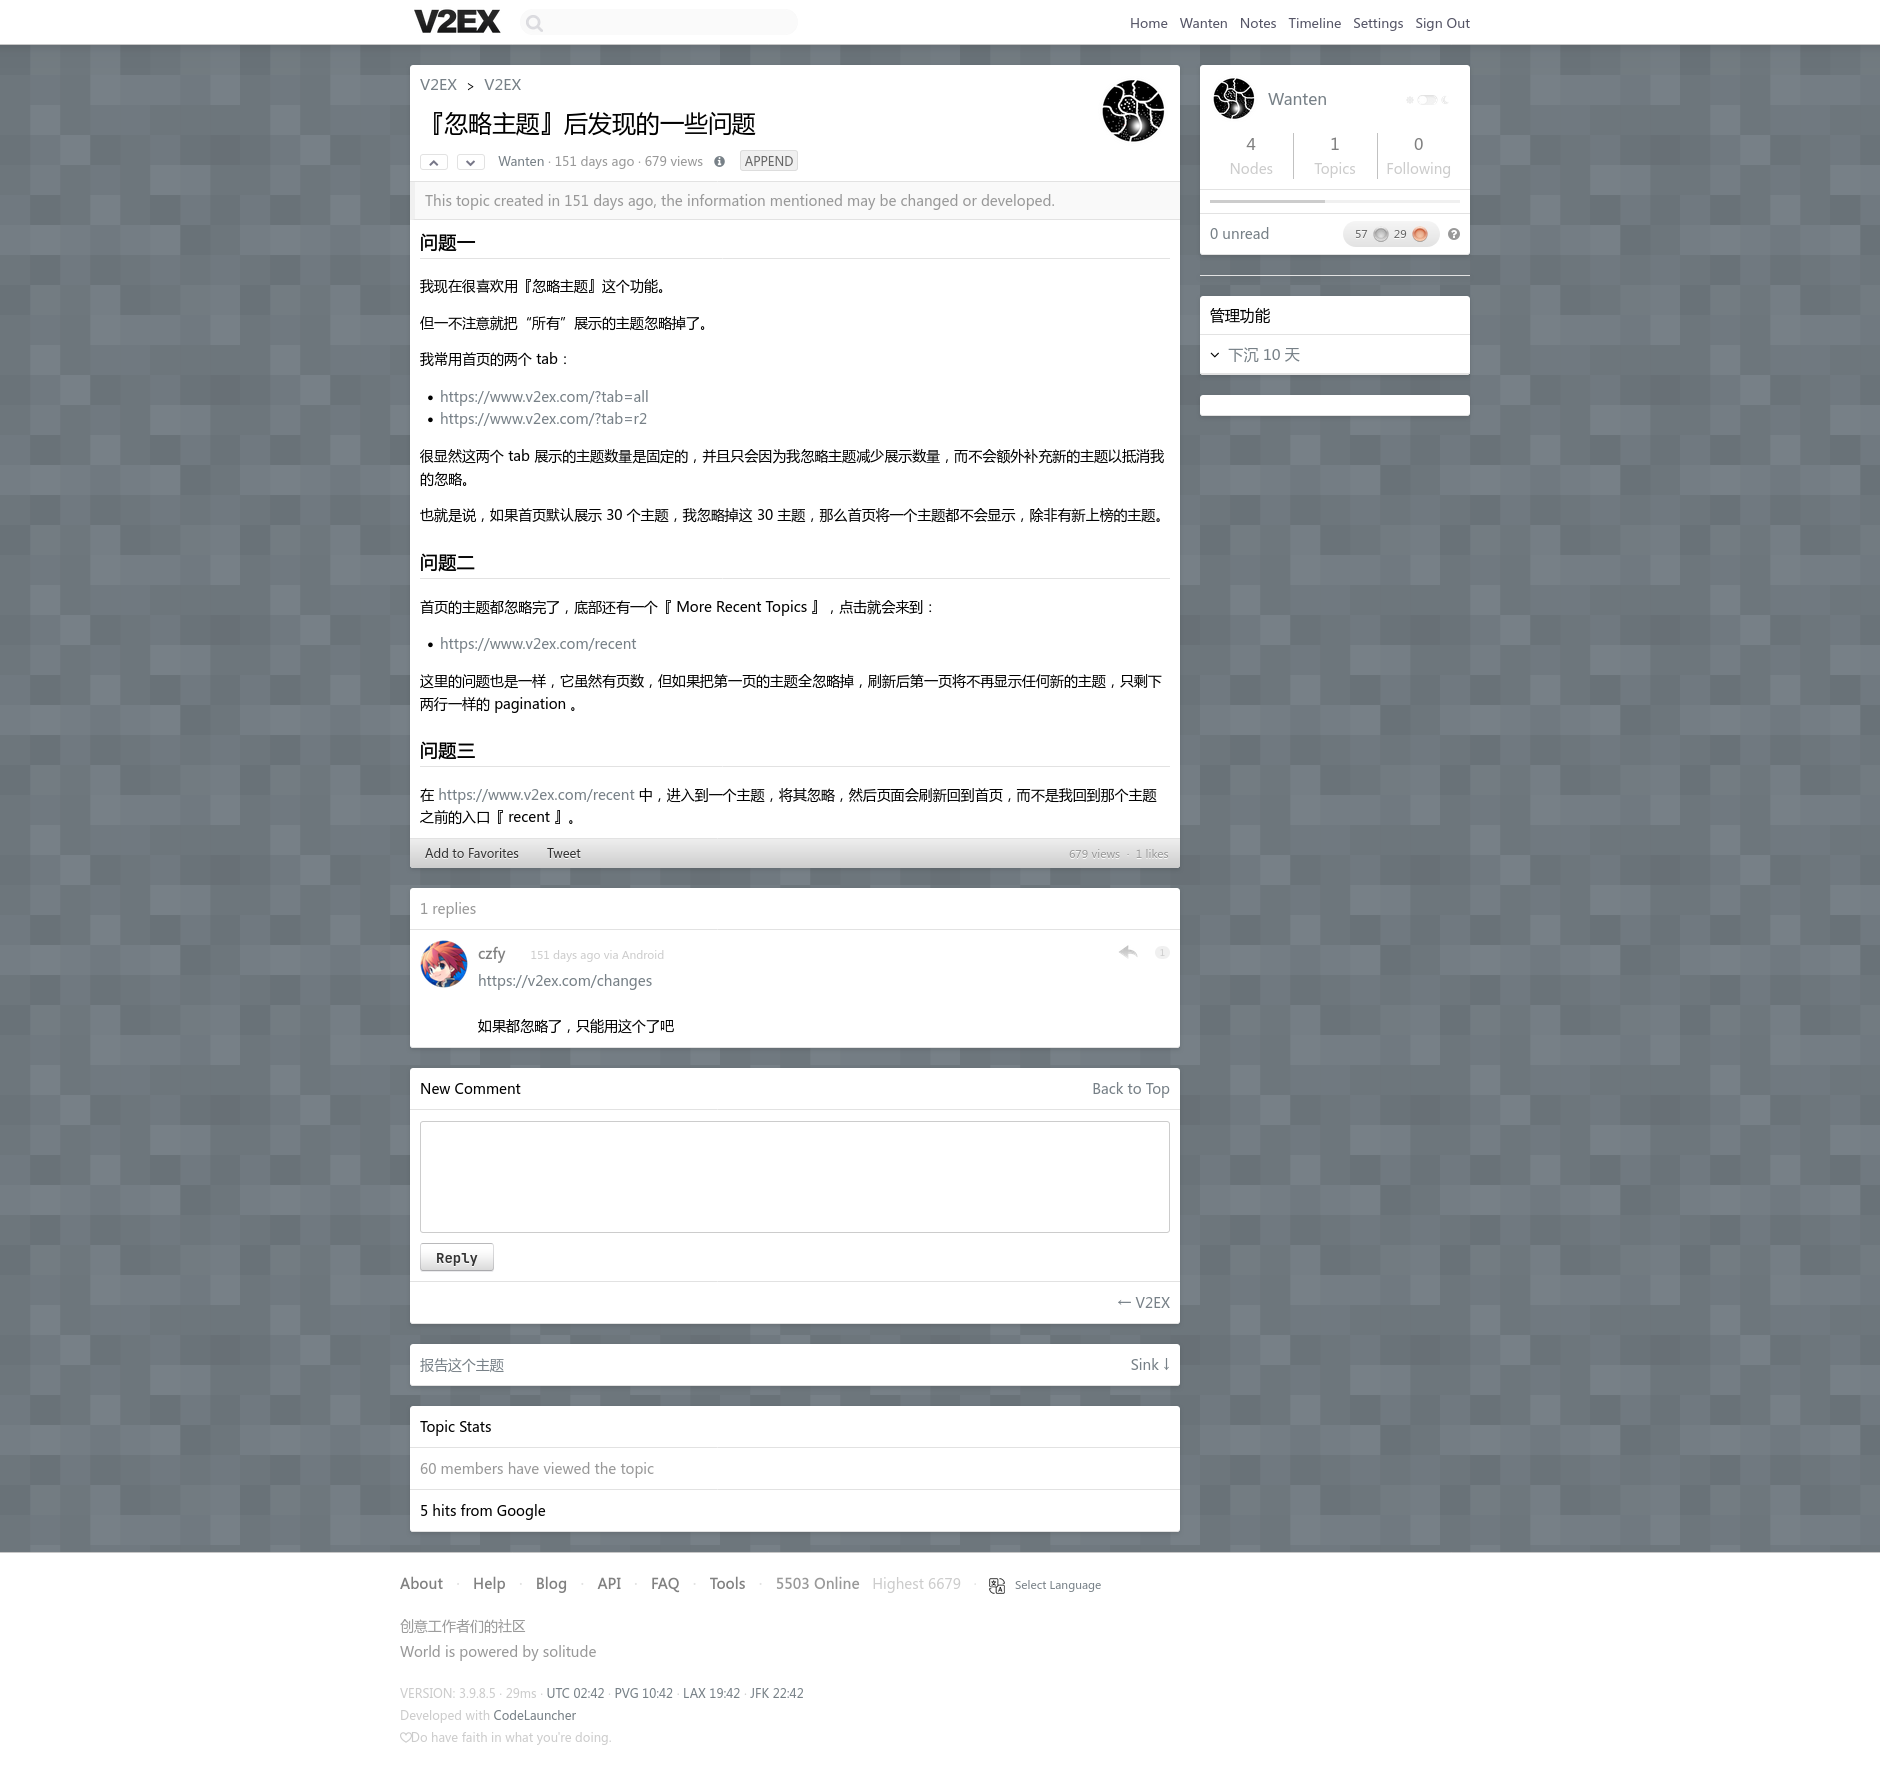 V2EX
Home Wanten Notes Timeline Settings Sign Out
V2EX > V2EX
『忽略主题』后发现的一些问题
Wanten · 151 days ago · 679 views APPEND
This topic created in 151 days ago, the information mentioned may be changed or developed.
问题一
我现在很喜欢用『忽略主题』这个功能。
但一不注意就把“所有”展示的主题忽略掉了。
我常用首页的两个 tab：
• https://www.v2ex.com/?tab=all
• https://www.v2ex.com/?tab=r2
很显然这两个 tab 展示的主题数量是固定的，并且只会因为我忽略主题减少展示数量，而不会额外补充新的主题以抵消我
的忽略。
也就是说，如果首页默认展示 30 个主题，我忽略掉这 30 主题，那么首页将一个主题都不会显示，除非有新上榜的主题。
问题二
首页的主题都忽略完了，底部还有一个『 More Recent Topics 』，点击就会来到：
• https://www.v2ex.com/recent
这里的问题也是一样，它虽然有页数，但如果把第一页的主题全忽略掉，刷新后第一页将不再显示任何新的主题，只剩下
两行一样的 pagination 。
问题三
在 https://www.v2ex.com/recent 中，进入到一个主题，将其忽略，然后页面会刷新回到首页，而不是我回到那个主题
之前的入口『 recent 』。
Add to Favorites Tweet 679 views · 1 likes
1 replies
czfy 151 days ago via Android 1
https://v2ex.com/changes
如果都忽略了，只能用这个了吧
New Comment Back to Top
Reply
← V2EX
报告这个主题 Sink ↓
Topic Stats
60 members have viewed the topic
5 hits from Google
Wanten
4 1 0
Nodes Topics Following
0 unread 57 29
管理功能
下沉 10 天
About · Help · Blog · API · FAQ · Tools · 5503 Online Highest 6679 · Select Language
创意工作者们的社区
World is powered by solitude
VERSION: 3.9.8.5 · 29ms · UTC 02:42 · PVG 10:42 · LAX 19:42 · JFK 22:42
Developed with CodeLauncher
♡Do have faith in what you're doing.